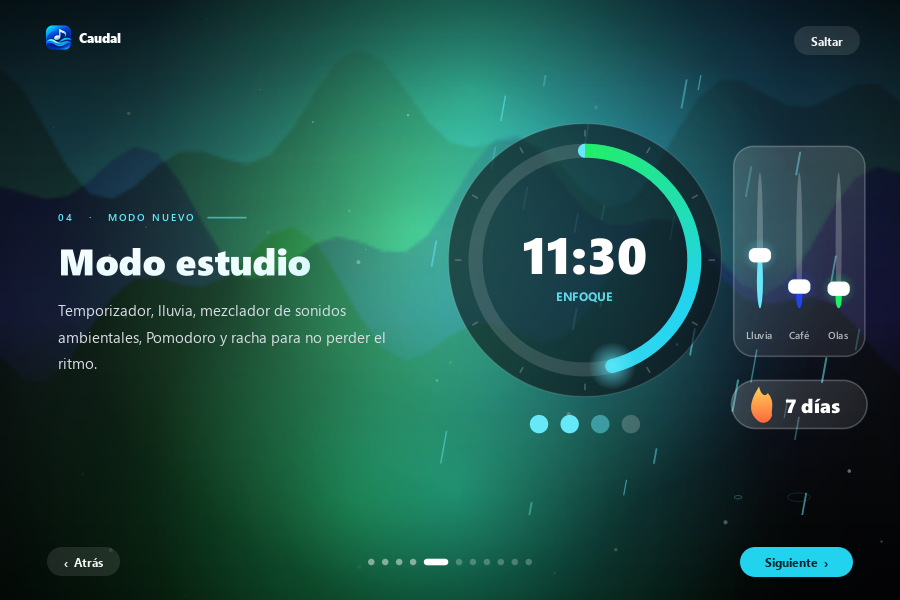 Caudal
Saltar
04 · MODO NUEVO
Modo estudio
Temporizador, lluvia, mezclador de sonidos
ambientales, Pomodoro y racha para no perder el
ritmo.
11:30
ENFOQUE
Lluvia Café Olas
7 días
‹ Atrás
Siguiente ›